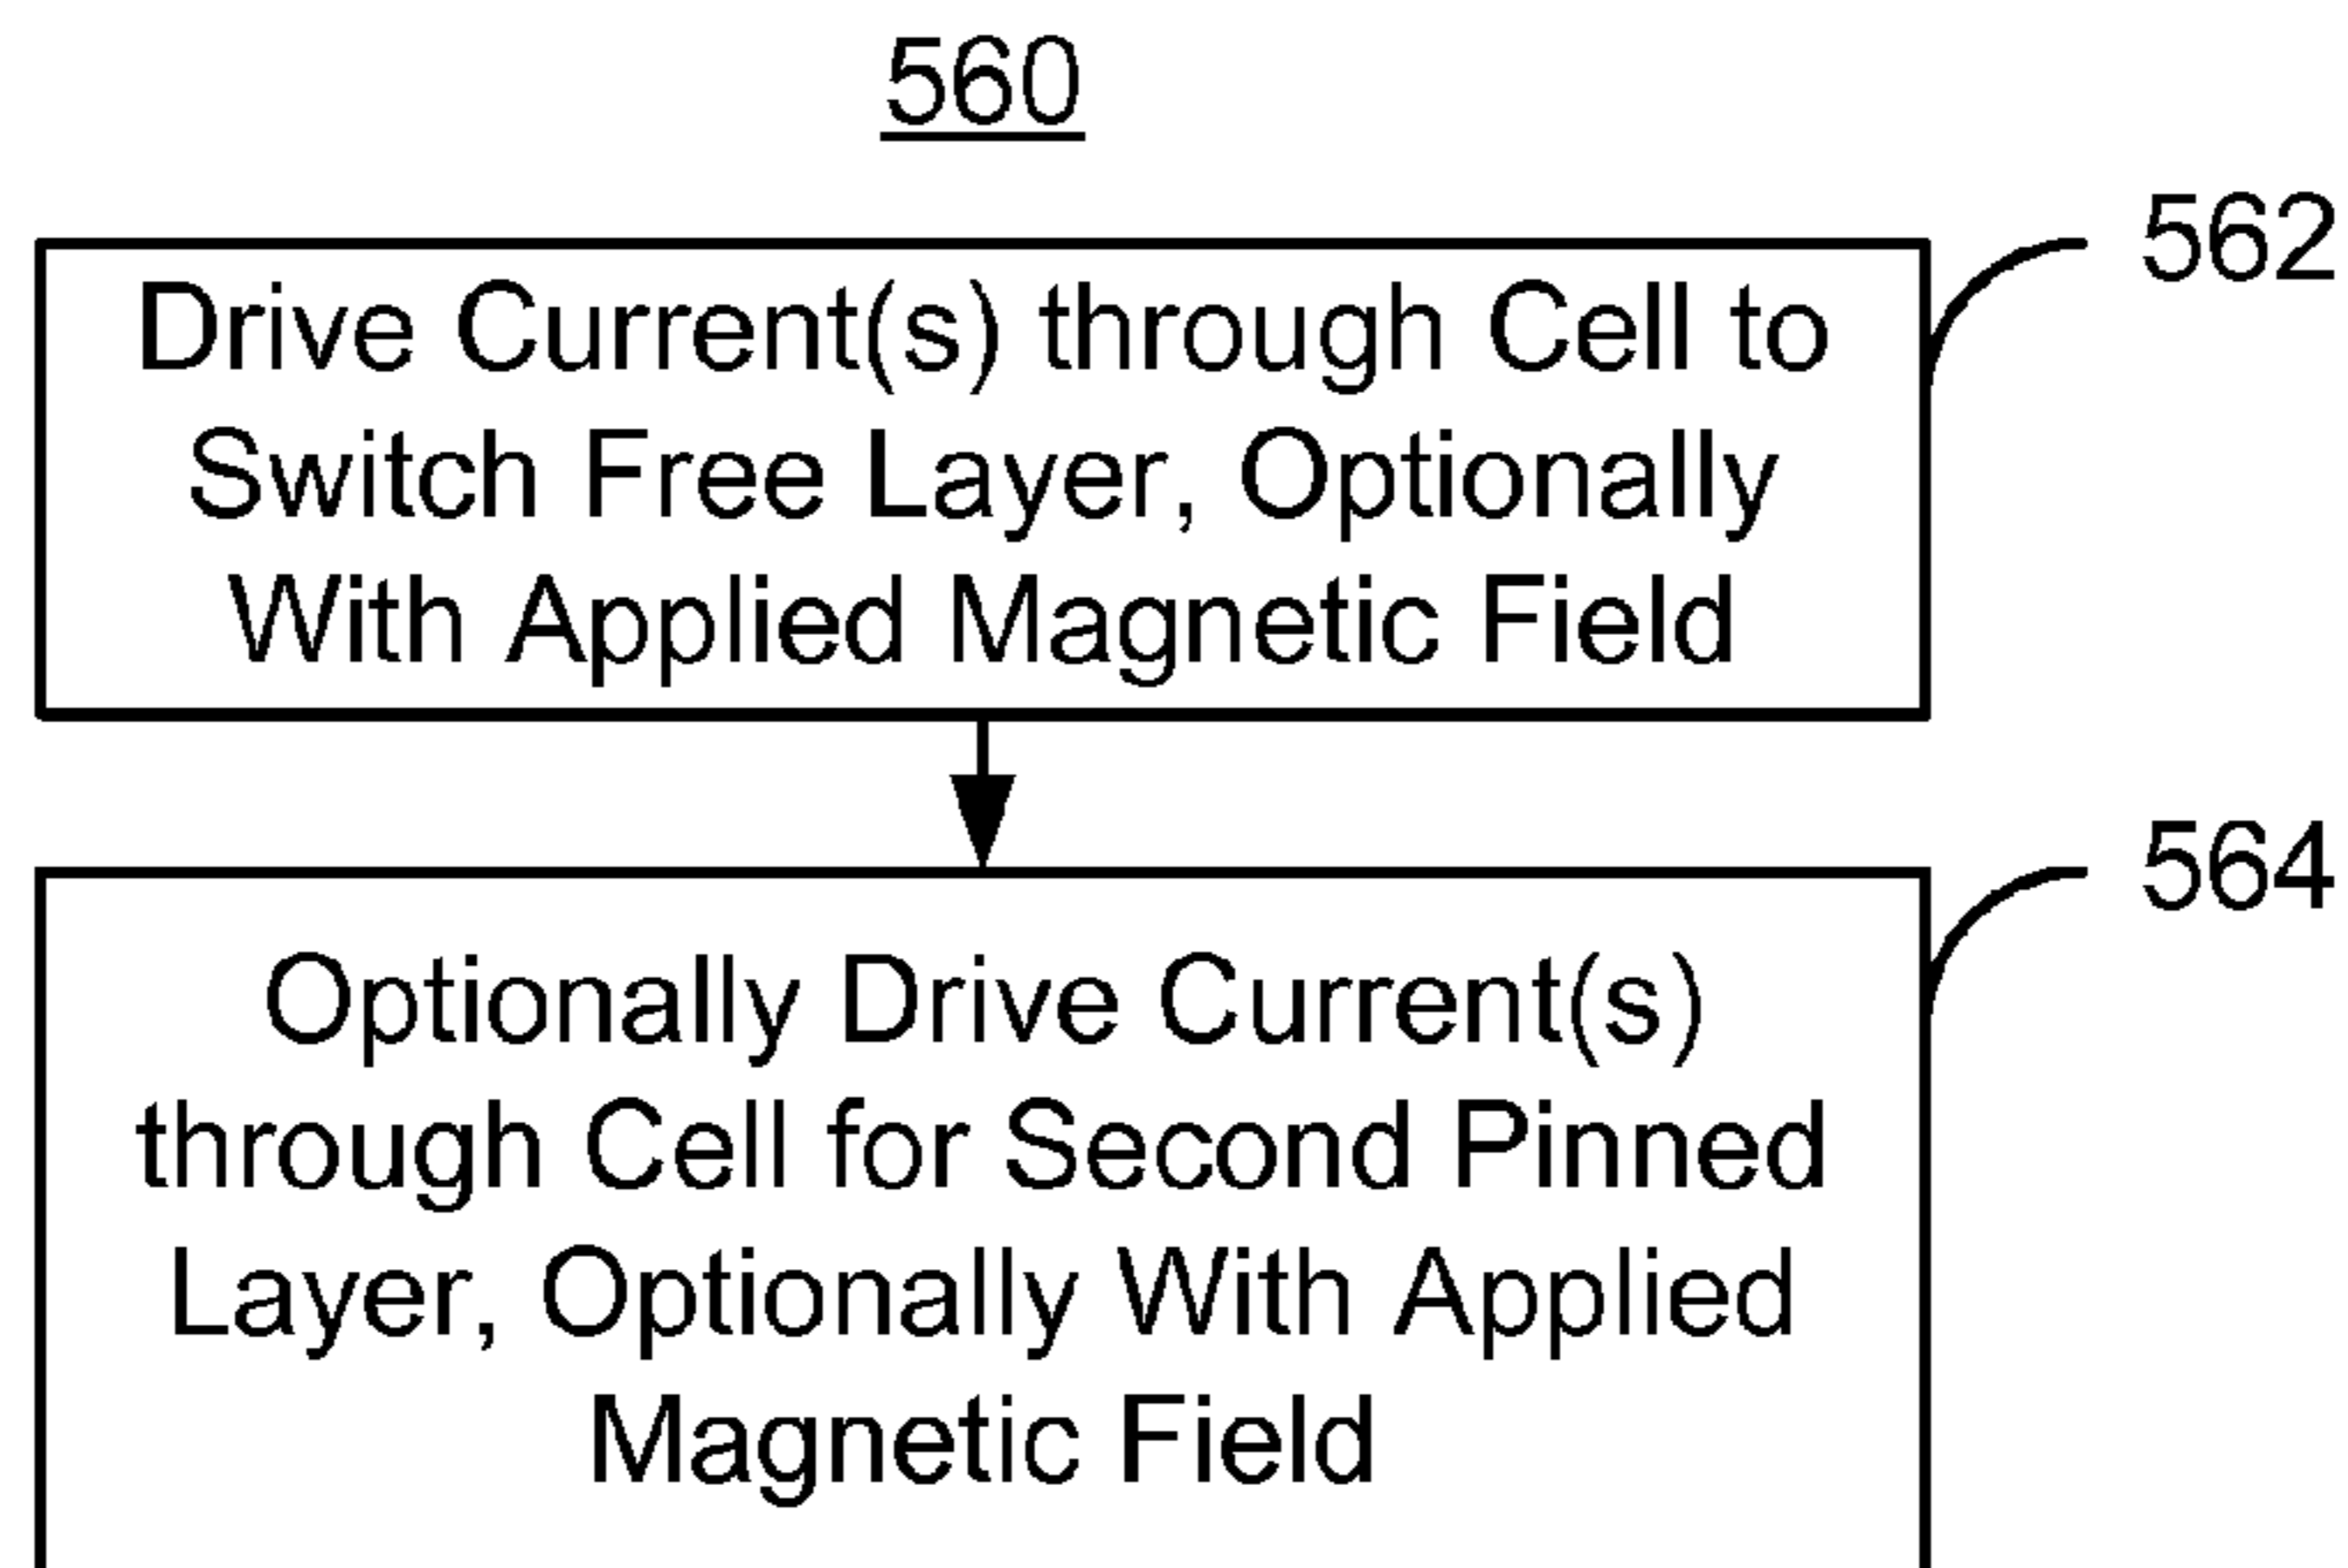 560
562
Drive Current(s) through Cell to
Switch Free Layer, Optionally
With Applied Magnetic Field
564
Optionally Drive Current(s)
through Cell for Second Pinned
Layer, Optionally With Applied
Magnetic Field